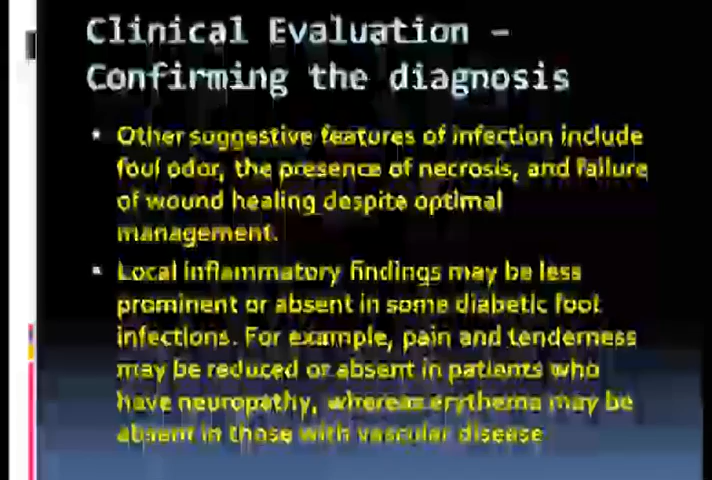 Clinical Evaluation –
Confirming the diagnosis
▪ Other suggestive features of infection include
foul odor, the presence of necrosis, and failure
of wound healing despite optimal
management.
▪ Local inflammatory findings may be less
prominent or absent in some diabetic foot
infections. For example, pain and tenderness
may be reduced or absent in patients who
have neuropathy, whereas erythema may be
absent in those with vascular disease